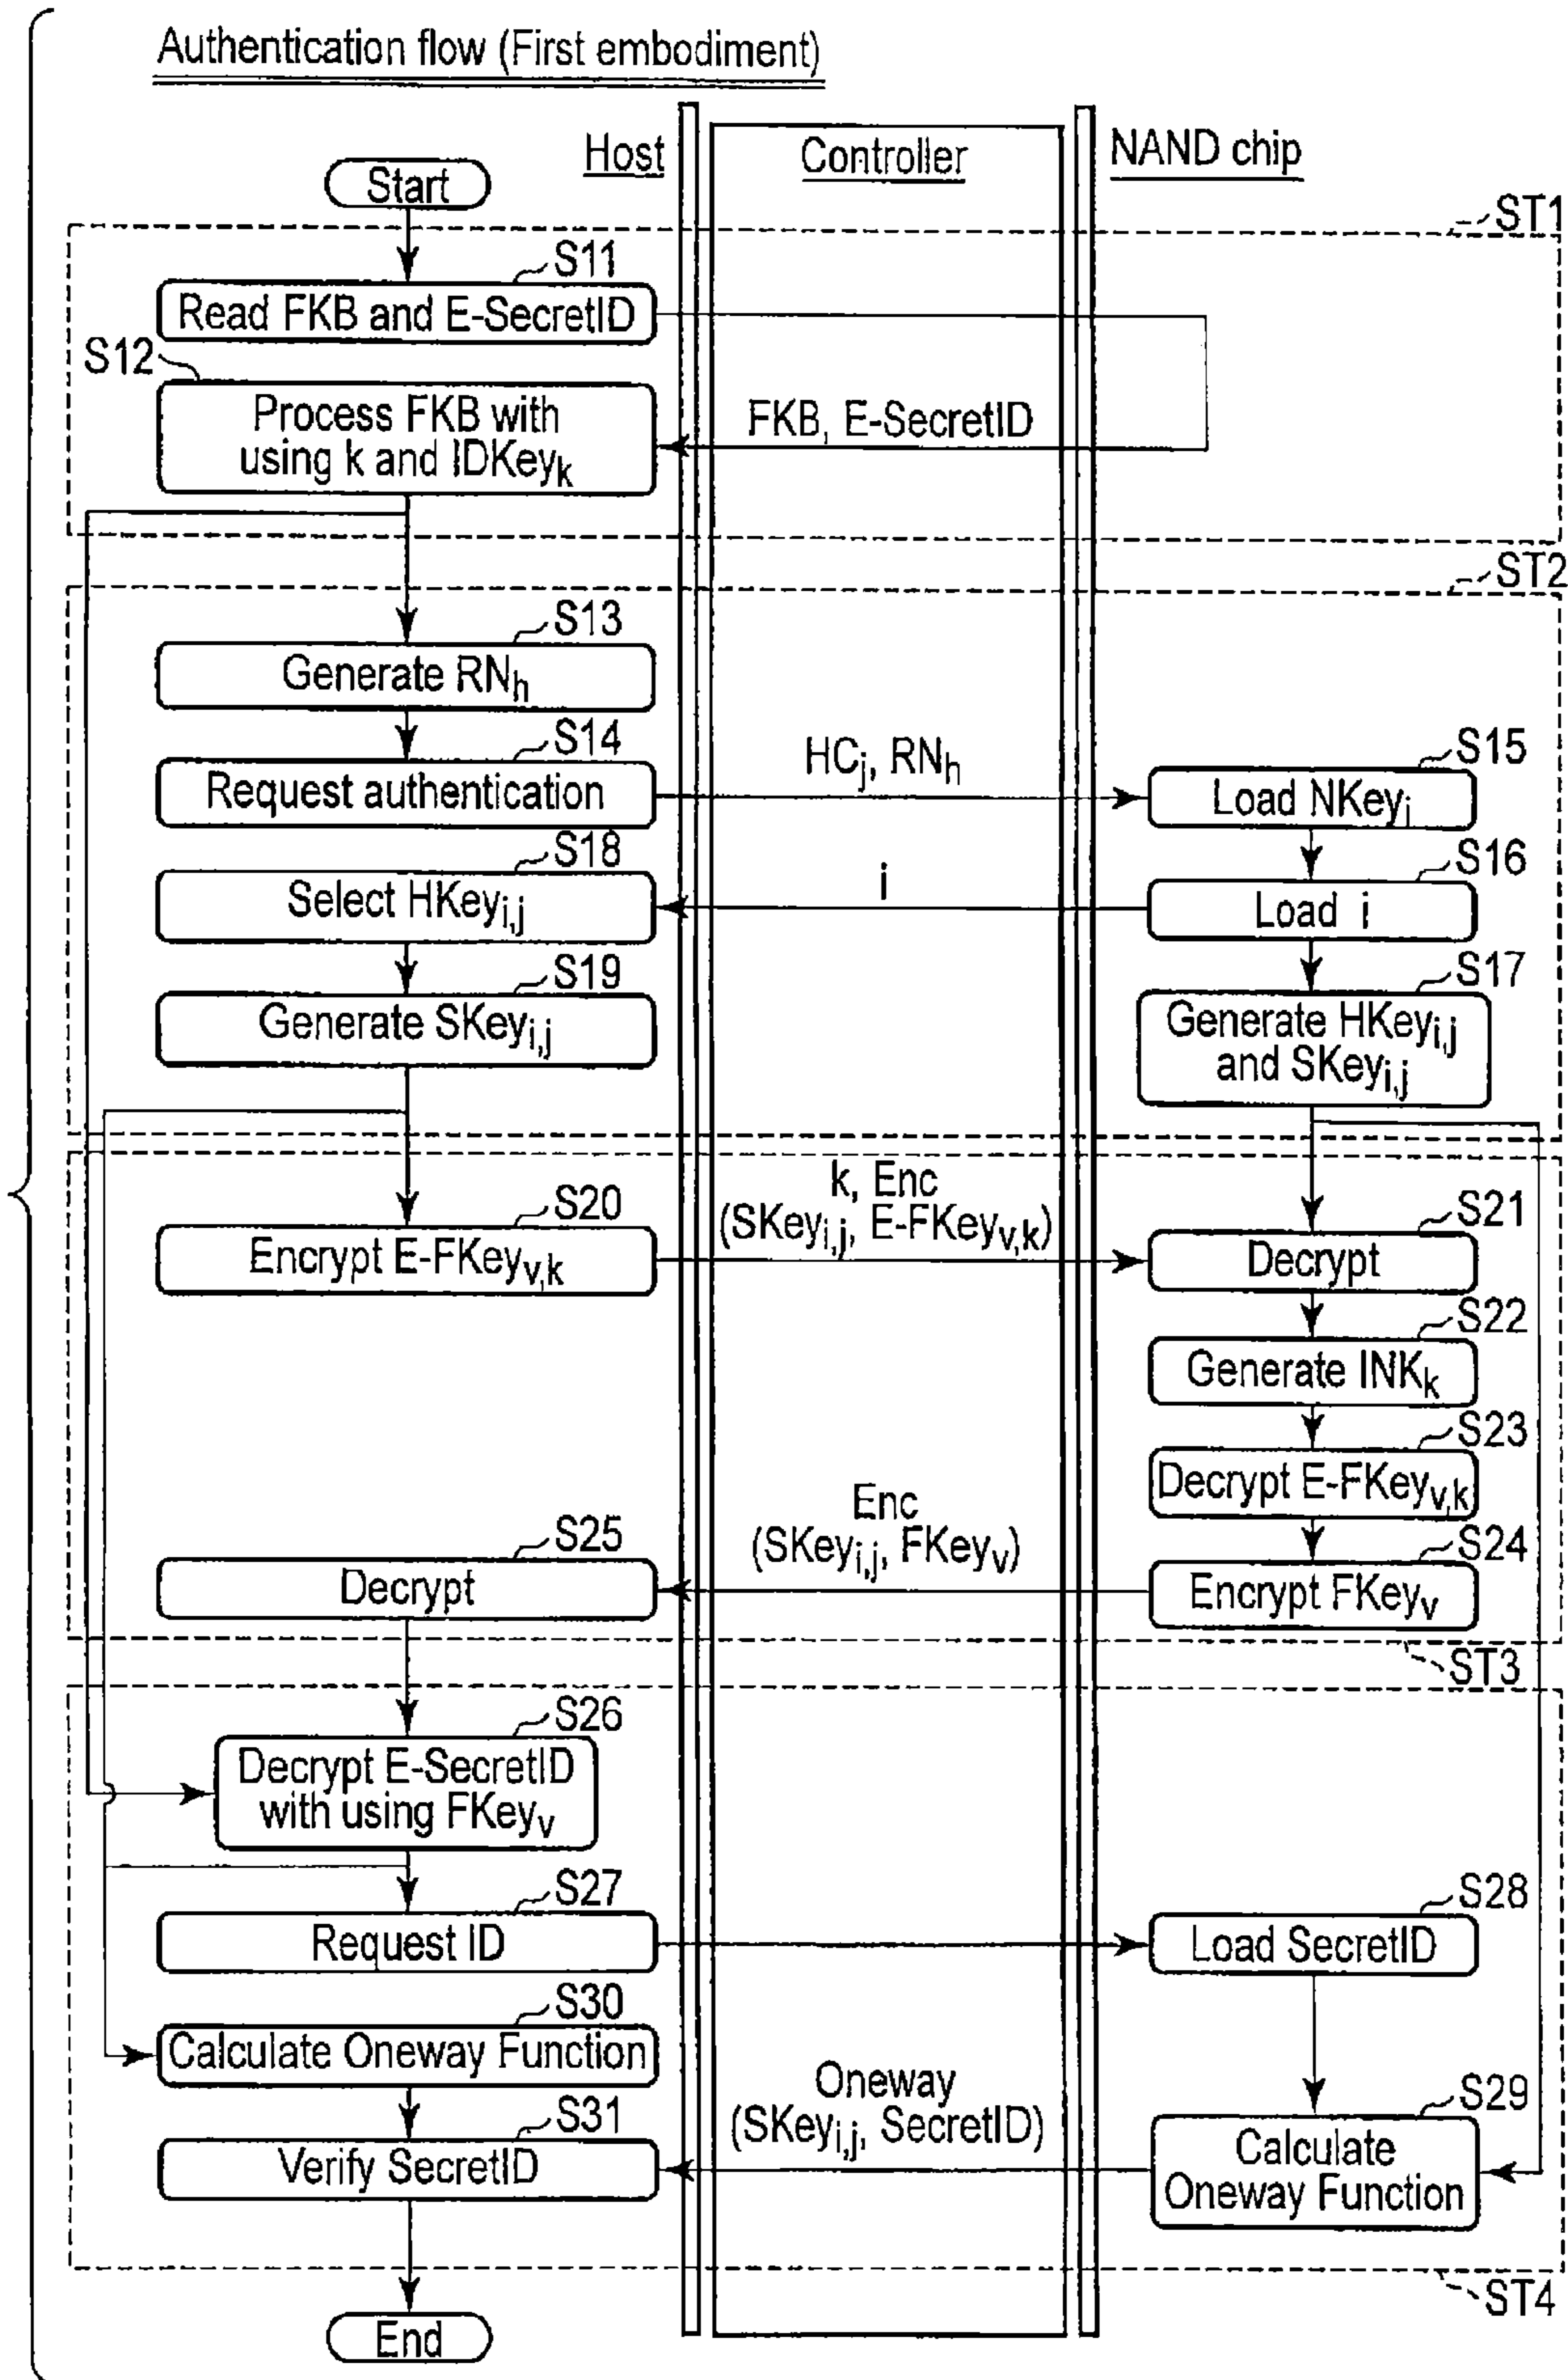 Authentication flow (First embodiment)
Host
Controller
NAND chip
Start
ST1
S11
Read FKB and E-SecretID
S12
Process FKB with
using k and IDKeyk
FKB, E-SecretID
ST2
S13
Generate RNh
S14
Request authentication
HCj, RNh
S15
Load NKeyi
S18
Select HKeyi,j
i
S16
Load i
S19
Generate SKeyi,j
S17
Generate HKeyi,j
and SKeyi,j
S20
Encrypt E-FKeyv,k
k, Enc
(SKeyi,j, E-FKeyv,k)
S21
Decrypt
S22
Generate INKk
S23
Decrypt E-FKeyv,k
S25
Decrypt
Enc
(SKeyi,j, FKeyv)
S24
Encrypt FKeyv
ST3
S26
Decrypt E-SecretID
with using FKeyv
S27
Request ID
S28
Load SecretID
S30
Calculate Oneway Function
S31
Verify SecretID
Oneway
(SKeyi,j, SecretID)
S29
Calculate
Oneway Function
ST4
End